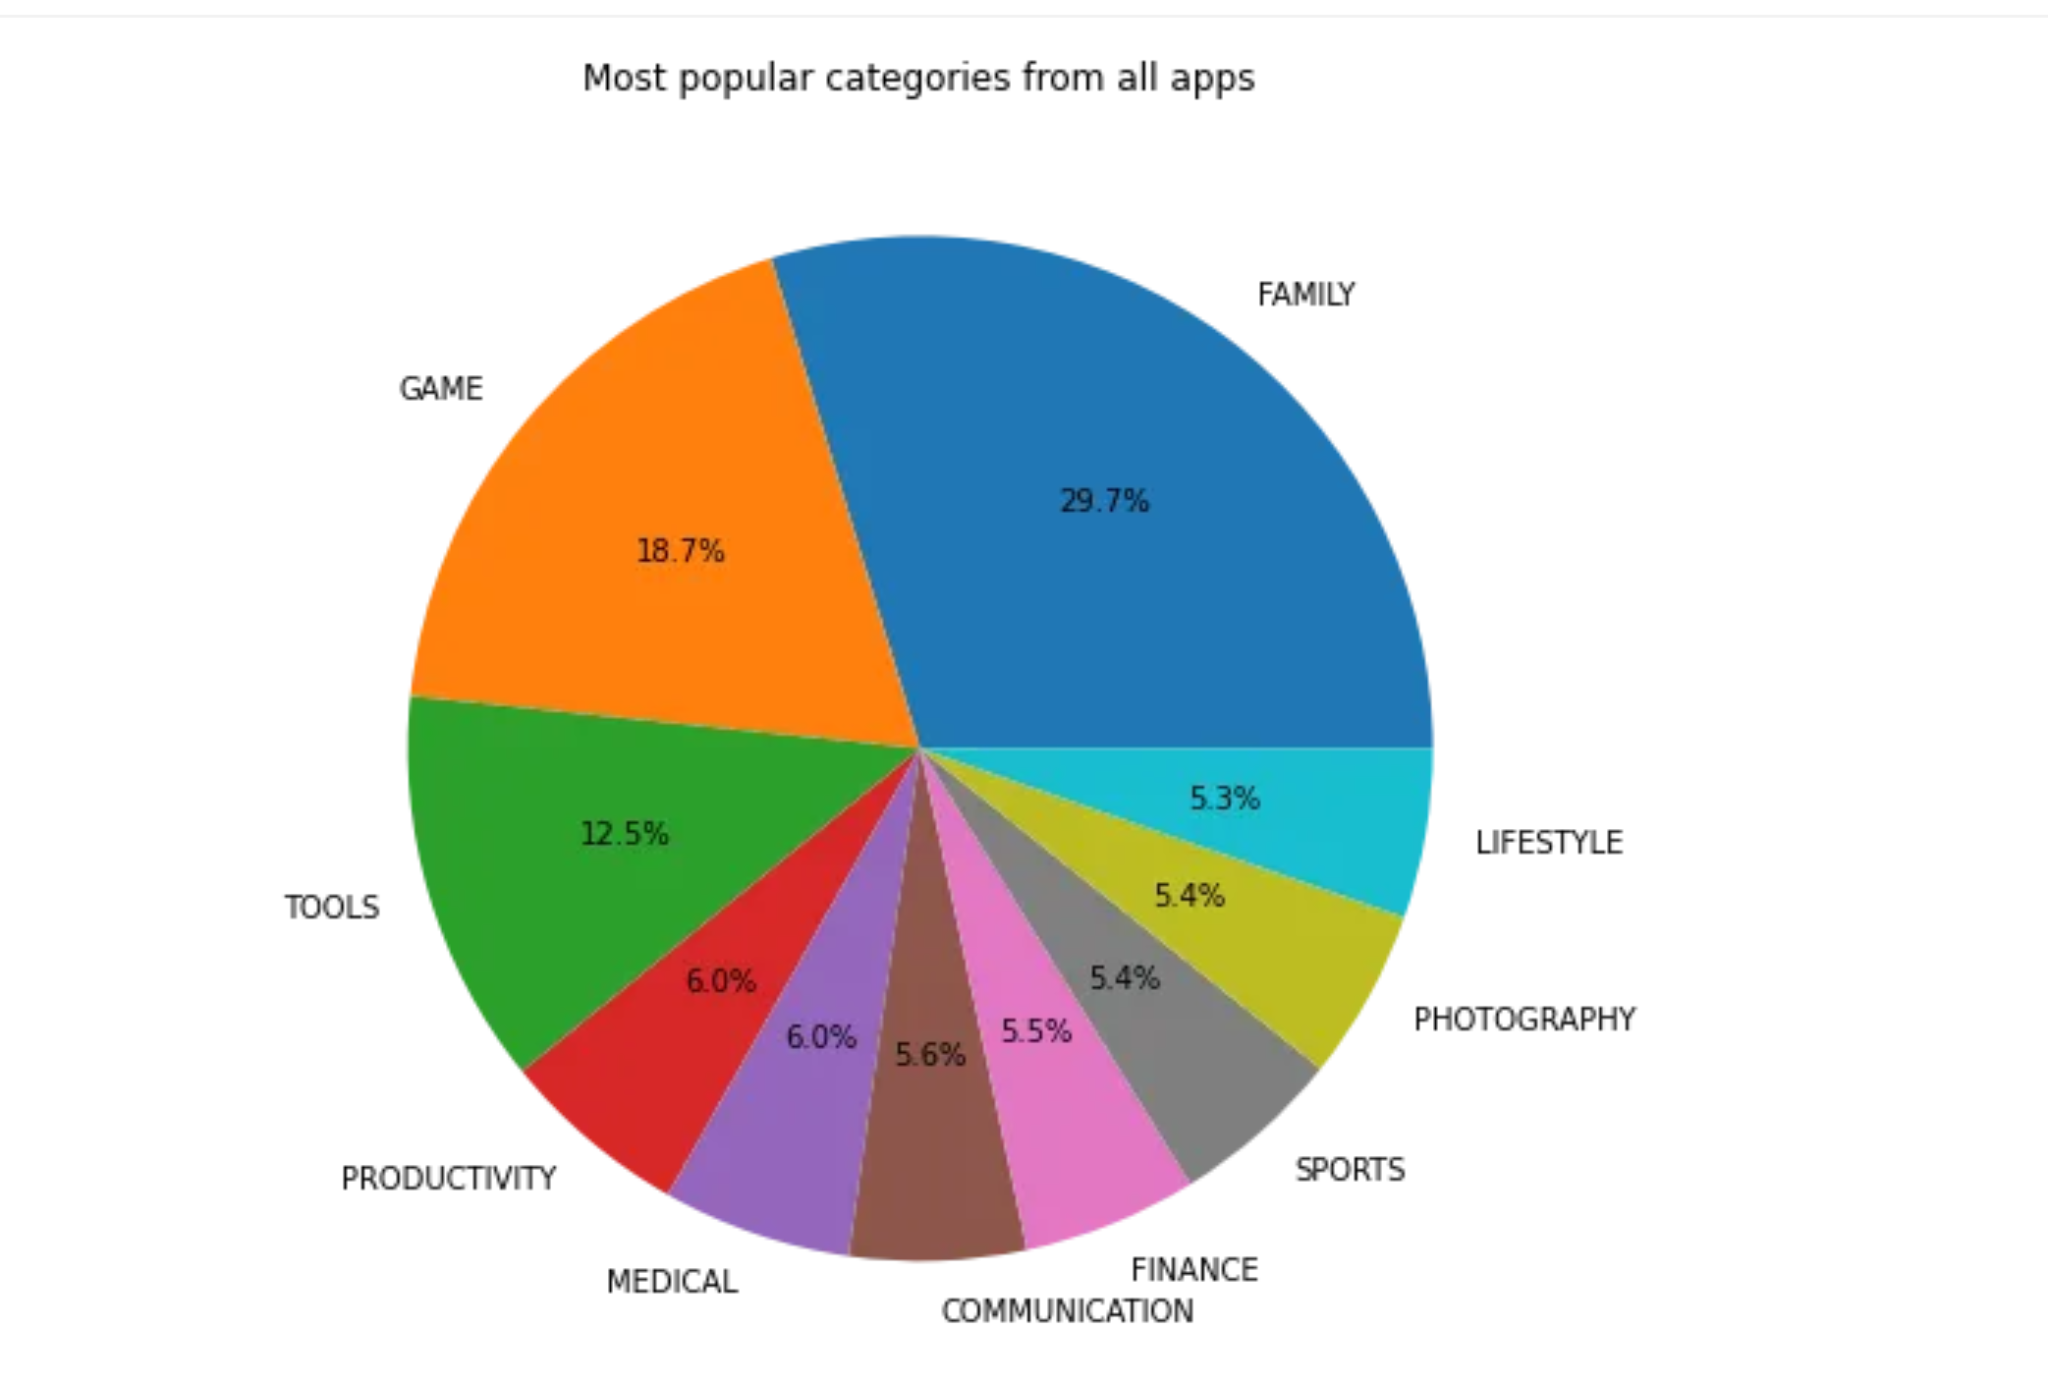 Most popular categories from all apps
FAMILY
GAME
29.7%
18.7%
5.3%
LIFESTYLE
12.5%
5.4%
TOOLS
5.4%
6.0%
PHOTOGRAPHY
5.5%
6.0%
5.6%
SPORTS
PRODUCTIVITY
FINANCE
MEDICAL
COMMUNICATION